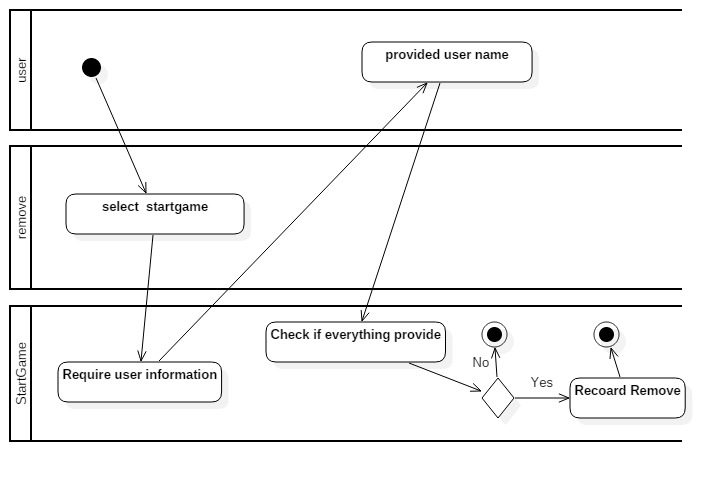 user
provided user name
remove
select startgame
StartGame
Check if everything provide
Require user information
No
Yes
Recoard Remove